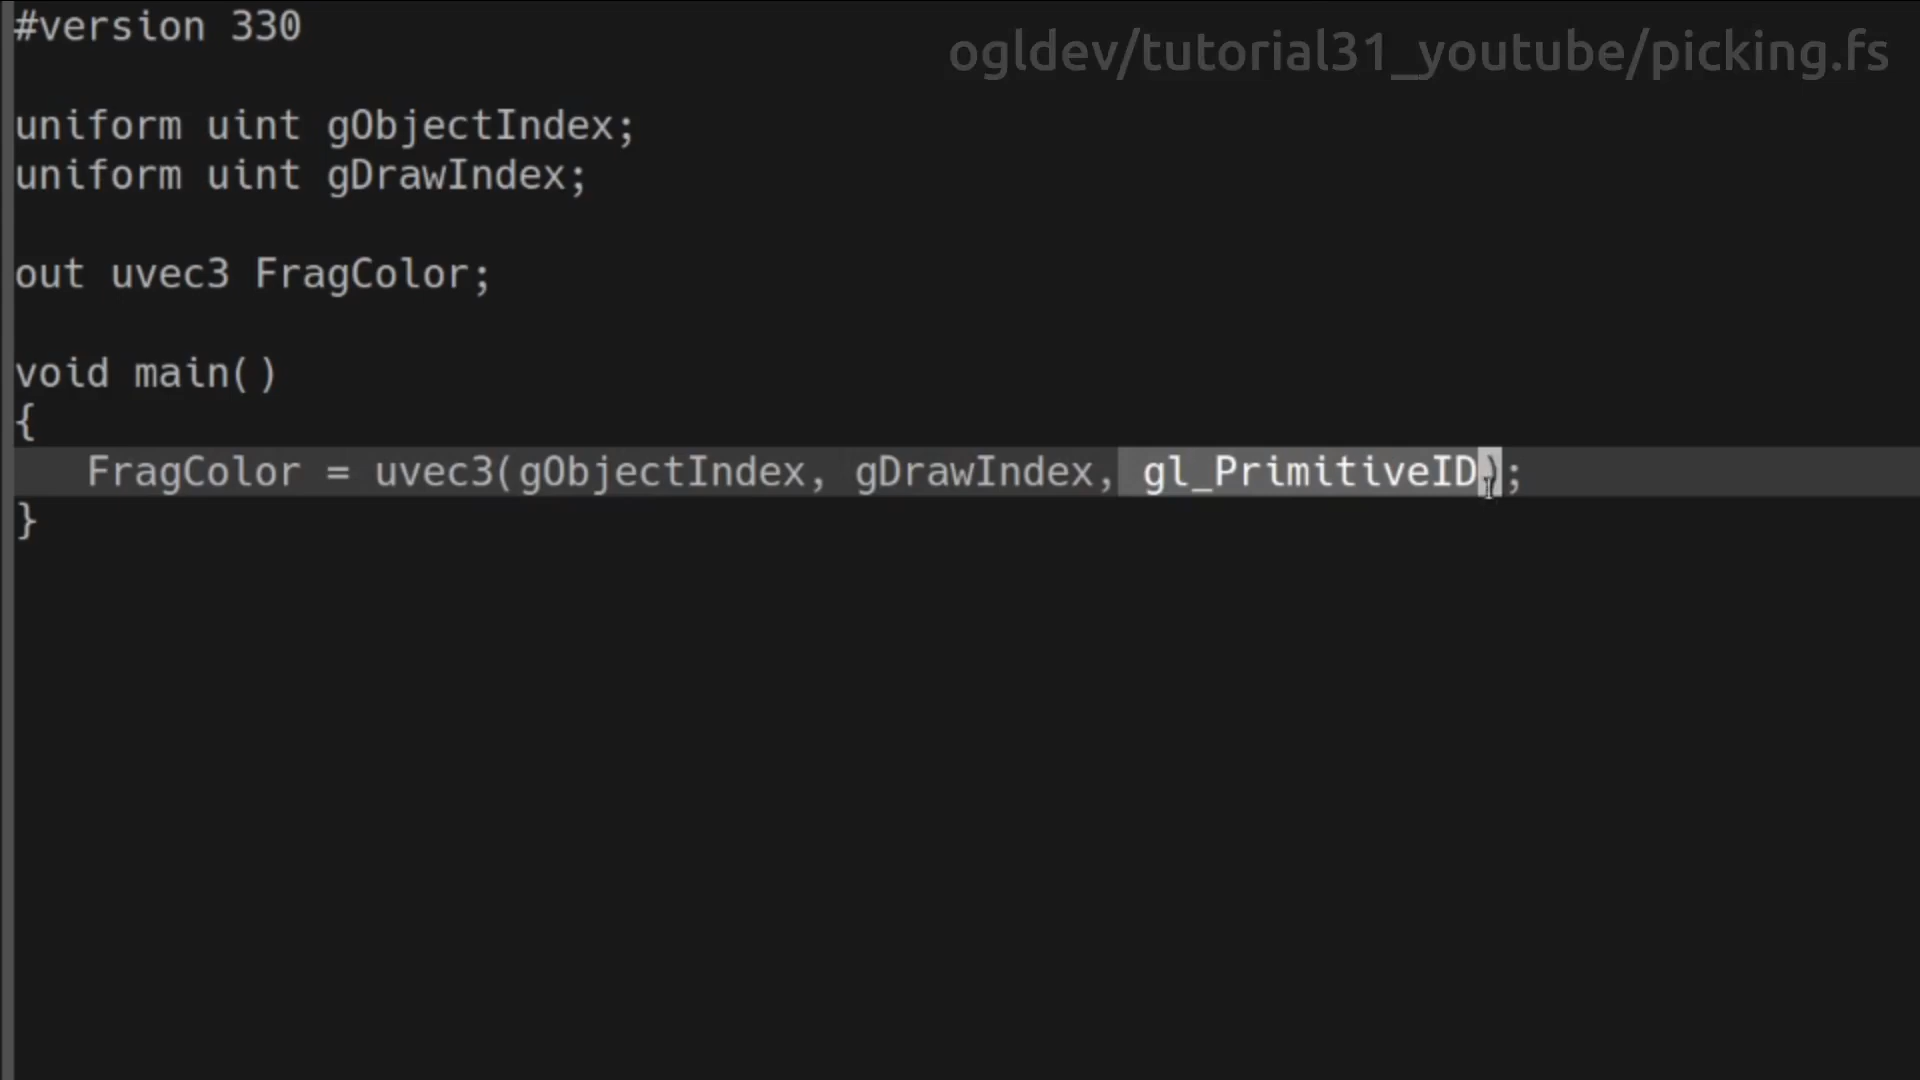 #version 330
ogldev/tutorial31_youtube/picking.fs
uniform uint gObjectIndex;
uniform uint gDrawIndex;
out uvec3 FragColor;
void main()
{
FragColor = uvec3(gObjectIndex, gDrawIndex, gl_PrimitiveID);
}